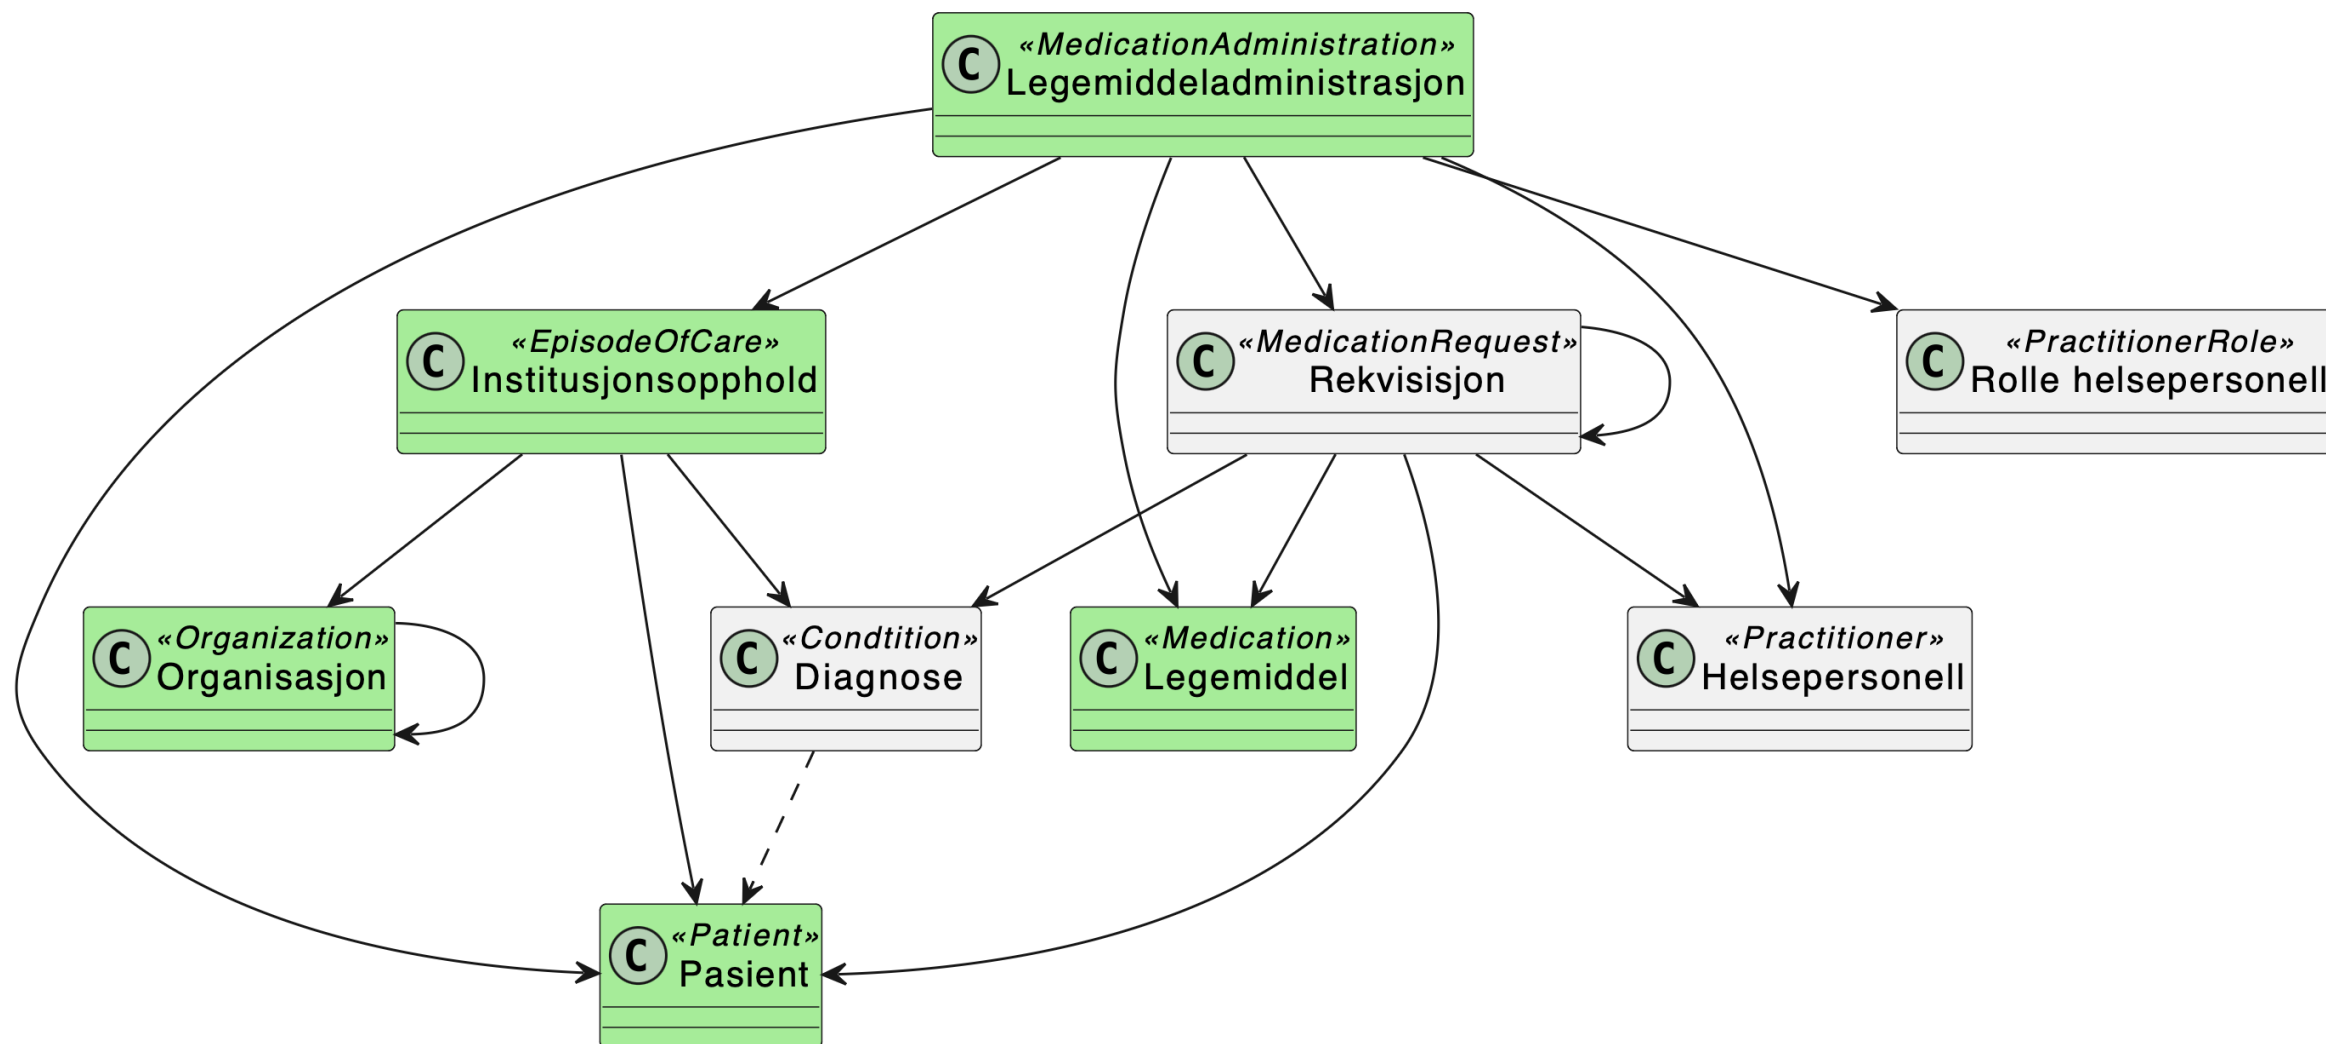 «MedicationAdministration»
C Legemiddeladministrasjon
«EpisodeOfCare»
C Institusjonsopphold
«MedicationRequest»
C Rekvisisjon
«PractitionerRole»
C Rolle helsepersonell
«Organization»
C Organisasjon
«Condtition»
C Diagnose
«Medication»
C Legemiddel
«Practitioner»
C Helsepersonell
«Patient»
C Pasient